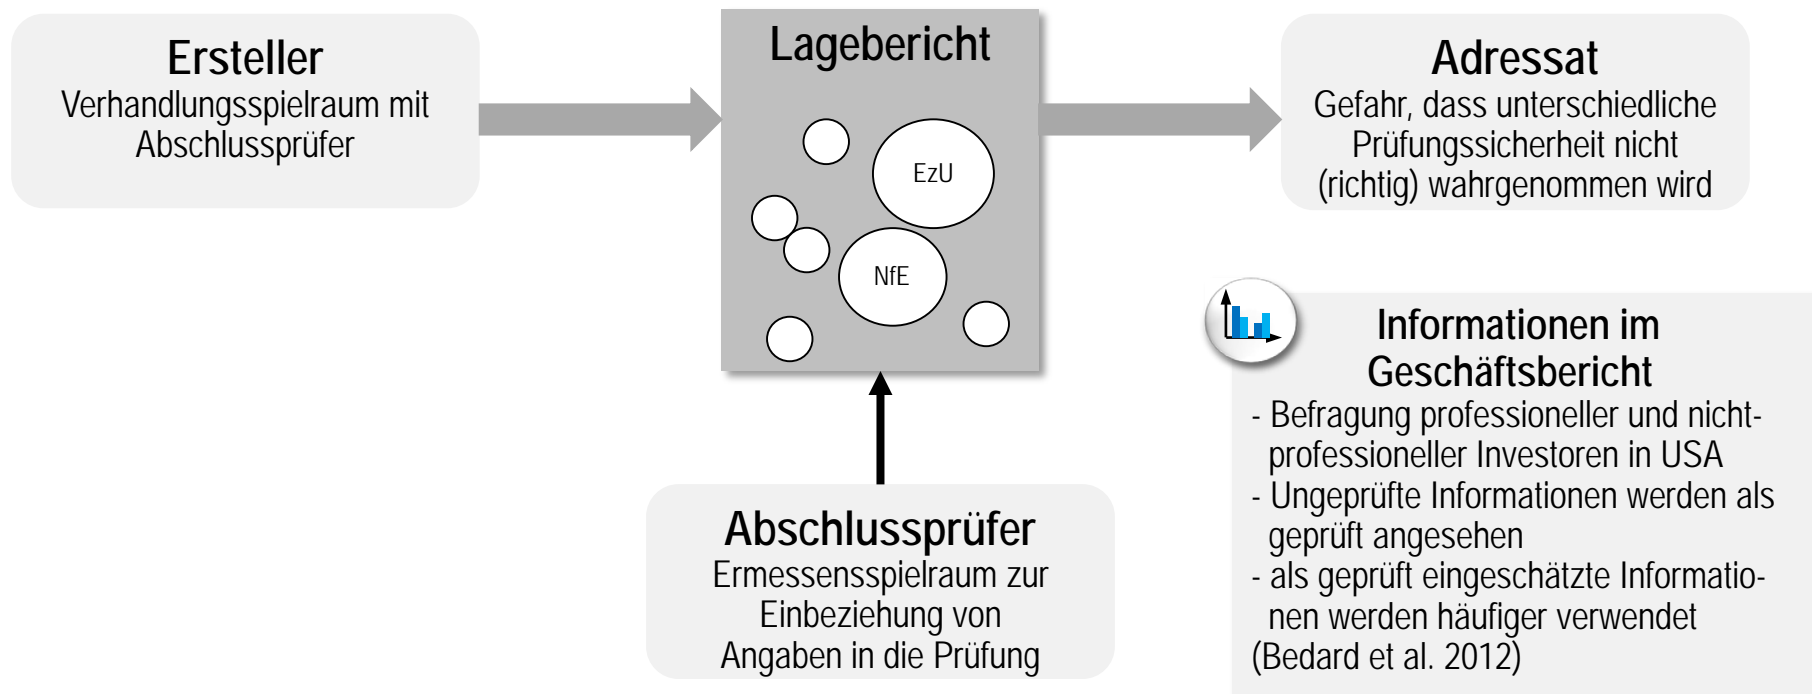 Ersteller
Verhandlungsspielraum mit
Abschlussprüfer
Lagebericht
EzU
NfE
Adressat
Gefahr, dass unterschiedliche
Prüfungssicherheit nicht
(richtig) wahrgenommen wird
Abschlussprüfer
Ermessensspielraum zur
Einbeziehung von
Angaben in die Prüfung
Informationen im
Geschäftsbericht
- Befragung professioneller und nicht-
professioneller Investoren in USA
- Ungeprüfte Informationen werden als
geprüft angesehen
- als geprüft eingeschätzte Informatio-
nen werden häufiger verwendet
(Bedard et al. 2012)